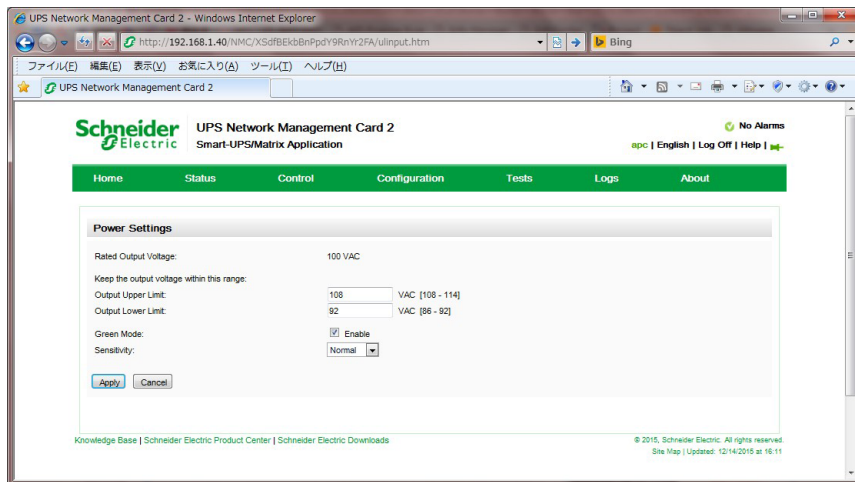 UPS Network Management Card 2 - Windows Internet Explorer
http://192.168.1.40/NMC/XSdfBEkbBnPpdY9RnYr2FA/ulinput.htm
Bing
ファイル(F) 編集(E) 表示(V) お気に入り(A) ツール(T) ヘルプ(H)
UPS Network Management Card 2
Schneider Electric
UPS Network Management Card 2
Smart-UPS/Matrix Application
No Alarms
apc | English | Log Off | Help |
Home Status Control Configuration Tests Logs About
Power Settings
Rated Output Voltage: 100 VAC
Keep the output voltage within this range:
Output Upper Limit: 108 VAC [108 - 114]
Output Lower Limit: 92 VAC [86 - 92]
Green Mode: Enable
Sensitivity: Normal
Apply Cancel
Knowledge Base | Schneider Electric Product Center | Schneider Electric Downloads
© 2015, Schneider Electric. All rights reserved.
Site Map | Updated: 12/14/2015 at 16:11